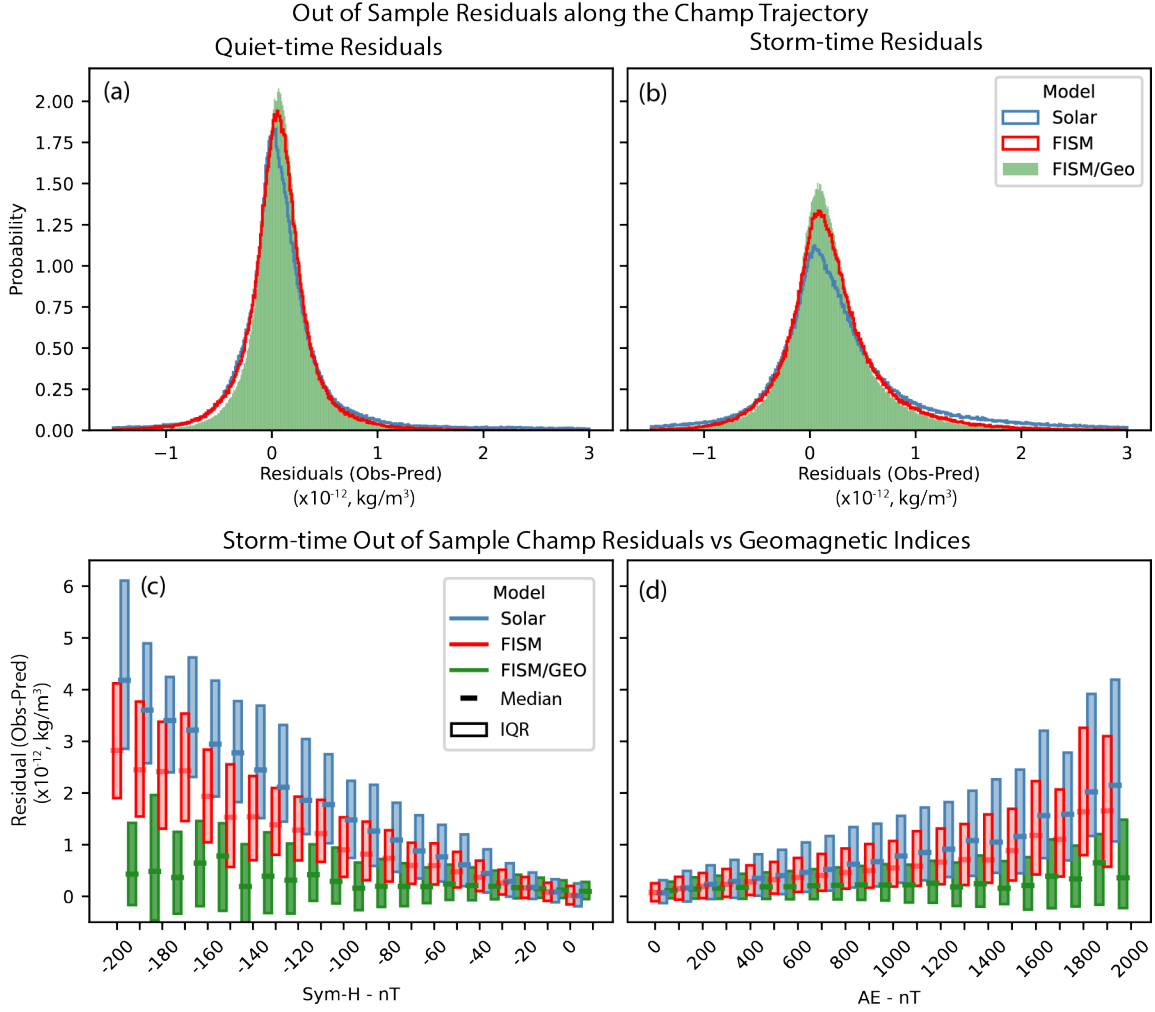 Out of Sample Residuals along the Champ Trajectory
Quiet-time Residuals
Storm-time Residuals
(a)
(b)
Model
Solar
FISM
FISM/Geo
Probability
2.00
1.75
1.50
1.25
1.00
0.75
0.50
0.25
0.00
−1 0 1 2 3
−1 0 1 2 3
Residuals (Obs-Pred)
(x10⁻¹², kg/m³)
Residuals (Obs-Pred)
(x10⁻¹², kg/m³)
Storm-time Out of Sample Champ Residuals vs Geomagnetic Indices
(c)
(d)
Model
Solar
FISM
FISM/GEO
Median
IQR
Residual (Obs-Pred)
(x10⁻¹², kg/m³)
6
5
4
3
2
1
0
-200 -180 -160 -140 -120 -100 -80 -60 -40 -20 0
0 200 400 600 800 1000 1200 1400 1600 1800 2000
Sym-H - nT
AE - nT